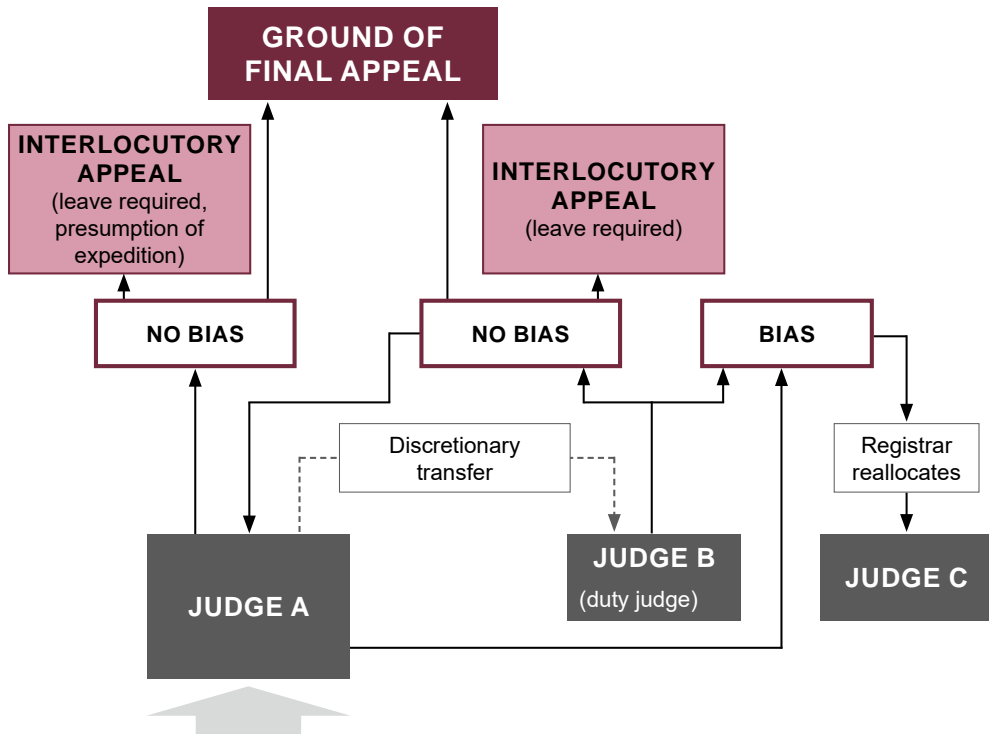 GROUND OF
FINAL APPEAL
INTERLOCUTORY
APPEAL
(leave required,
presumption of
expedition)
INTERLOCUTORY
APPEAL
(leave required)
NO BIAS
NO BIAS
BIAS
Discretionary
transfer
Registrar
reallocates
JUDGE A
JUDGE B
(duty judge)
JUDGE C